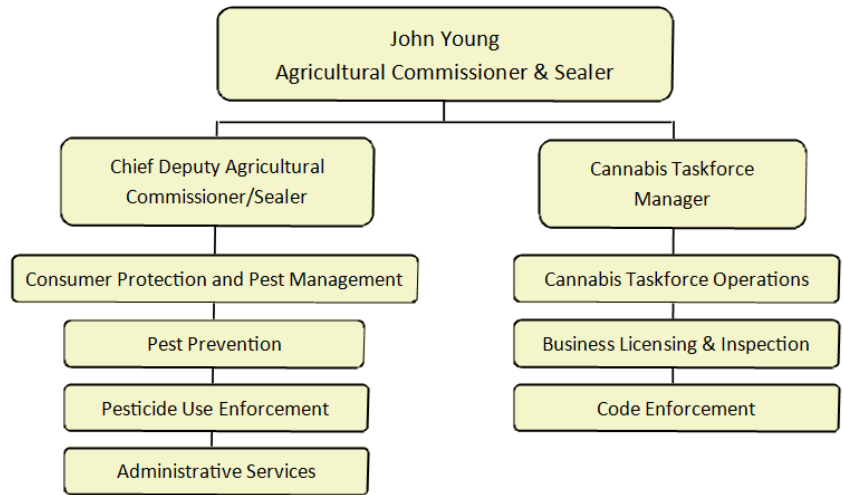 John Young
Agricultural Commissioner & Sealer
Chief Deputy Agricultural
Commissioner/Sealer
Consumer Protection and Pest Management
Pest Prevention
Pesticide Use Enforcement
Administrative Services
Cannabis Taskforce
Manager
Cannabis Taskforce Operations
Business Licensing & Inspection
Code Enforcement